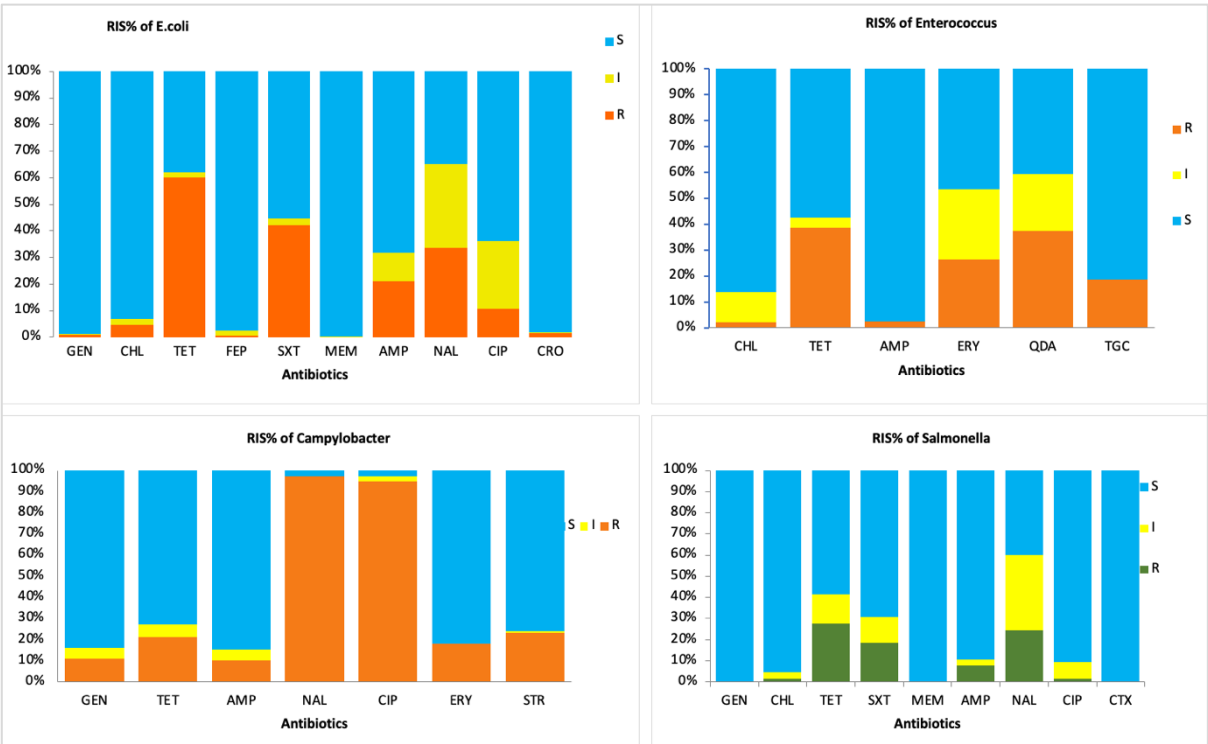 RIS% of E.coli
S
I
R
100%
90%
80%
70%
60%
50%
40%
30%
20%
10%
0%
GEN CHL TET FEP SXT MEM AMP NAL CIP CRO
Antibiotics
RIS% of Enterococcus
100%
90%
80%
70%
60%
50%
40%
30%
20%
10%
0%
R
I
S
CHL TET AMP ERY QDA TGC
Antibiotics
RIS% of Campylobacter
100%
90%
80%
70%
60%
50%
40%
30%
20%
10%
0%
S I R
GEN TET AMP NAL CIP ERY STR
Antibiotics
RIS% of Salmonella
100%
90%
80%
70%
60%
50%
40%
30%
20%
10%
0%
S
I
R
GEN CHL TET SXT MEM AMP NAL CIP CTX
Antibiotics